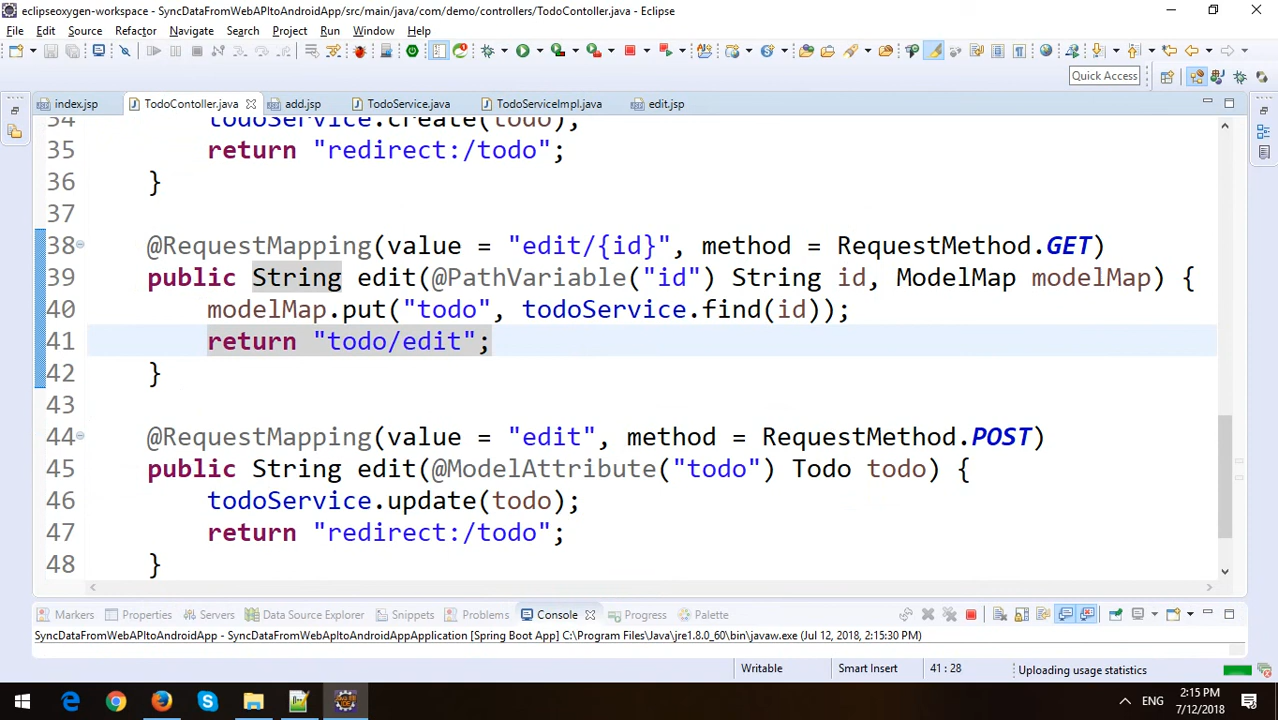 eclipseoxygen-workspace - SyncDataFromWebAPItoAndroidApp/src/main/java/com/demo/controllers/TodoContoller.java - Eclipse
File Edit Source Refactor Navigate Search Project Run Window Help
Quick Access
index.jsp TodoContoller.java add.jsp TodoService.java TodoServiceImpl.java edit.jsp
34 todoService.create(todo);
35 return "redirect:/todo";
36 }
37
38 @RequestMapping(value = "edit/{id}", method = RequestMethod.GET)
39 public String edit(@PathVariable("id") String id, ModelMap modelMap) {
40 modelMap.put("todo", todoService.find(id));
41 return "todo/edit";
42 }
43
44 @RequestMapping(value = "edit", method = RequestMethod.POST)
45 public String edit(@ModelAttribute("todo") Todo todo) {
46 todoService.update(todo);
47 return "redirect:/todo";
48 }
Markers Properties Servers Data Source Explorer Snippets Problems Console Progress Palette
SyncDataFromWebAPItoAndroidApp - SyncDataFromWebAPItoAndroidAppApplication [Spring Boot App] C:\Program Files\Java\jre1.8.0_60\bin\javaw.exe (Jul 12, 2018, 2:15:30 PM)
Writable Smart Insert 41 : 28 Uploading usage statistics
ENG 2:15 PM
7/12/2018